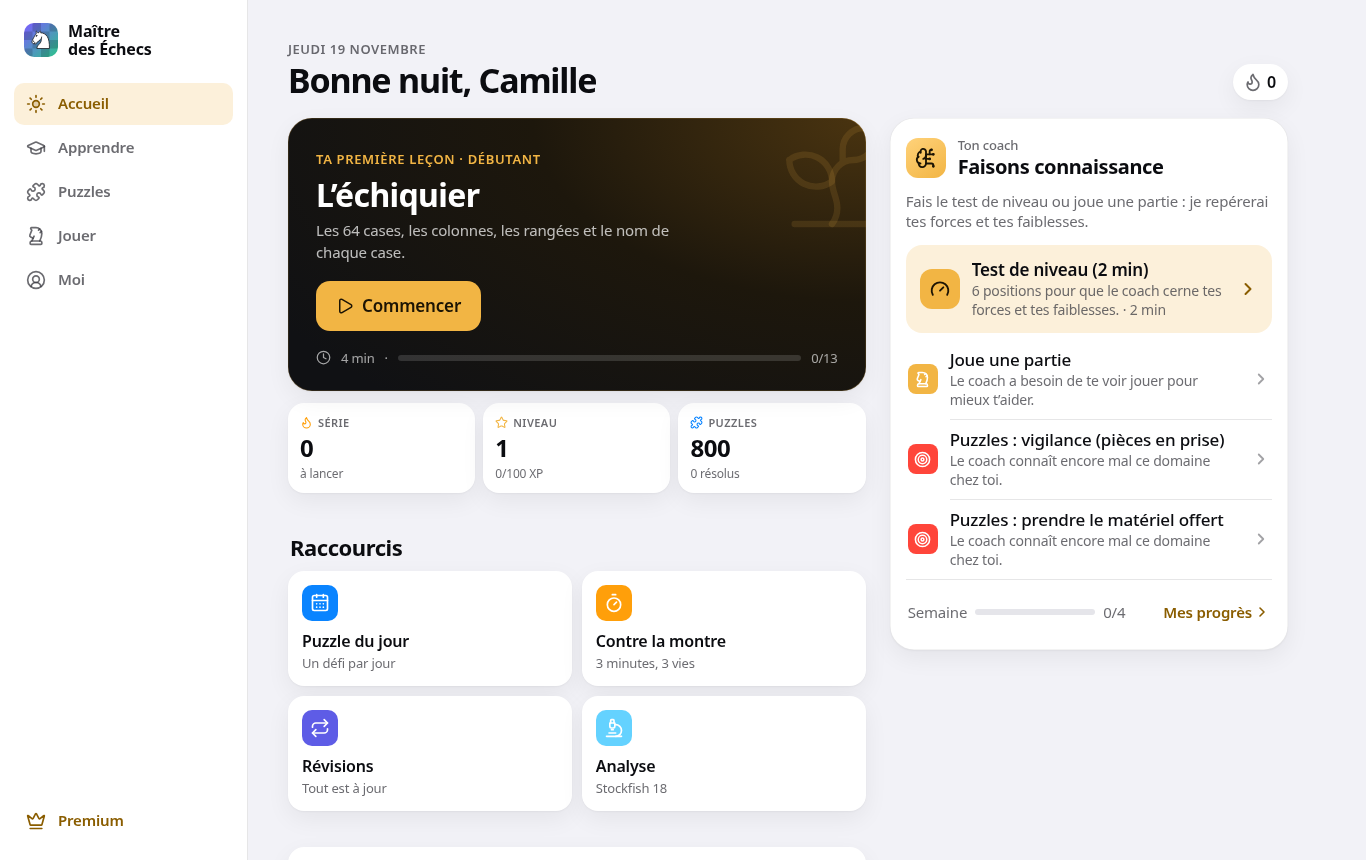 Maître
des Échecs
Accueil
Apprendre
Puzzles
Jouer
Moi
Premium
JEUDI 19 NOVEMBRE
Bonne nuit, Camille
0
TA PREMIÈRE LEÇON · DÉBUTANT
L’échiquier
Les 64 cases, les colonnes, les rangées et le nom de
chaque case.
Commencer
4 min ·
0/13
SÉRIE
0
à lancer
NIVEAU
1
0/100 XP
PUZZLES
800
0 résolus
Raccourcis
Puzzle du jour
Un défi par jour
Contre la montre
3 minutes, 3 vies
Révisions
Tout est à jour
Analyse
Stockfish 18
Ton coach
Faisons connaissance
Fais le test de niveau ou joue une partie : je repérerai
tes forces et tes faiblesses.
Test de niveau (2 min)
6 positions pour que le coach cerne tes
forces et tes faiblesses. · 2 min
Joue une partie
Le coach a besoin de te voir jouer pour
mieux t’aider.
Puzzles : vigilance (pièces en prise)
Le coach connaît encore mal ce domaine
chez toi.
Puzzles : prendre le matériel offert
Le coach connaît encore mal ce domaine
chez toi.
Semaine
0/4
Mes progrès